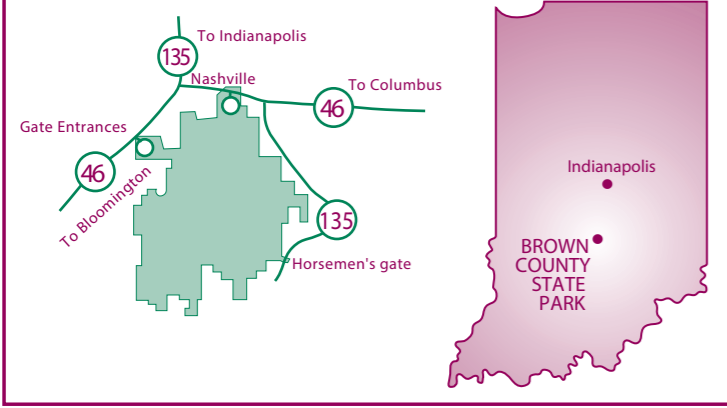 To Indianapolis
135
Nashville
To Columbus
46
Gate Entrances
46
To Bloomington
135
Horsemen's gate
Indianapolis
BROWN
COUNTY
STATE
PARK